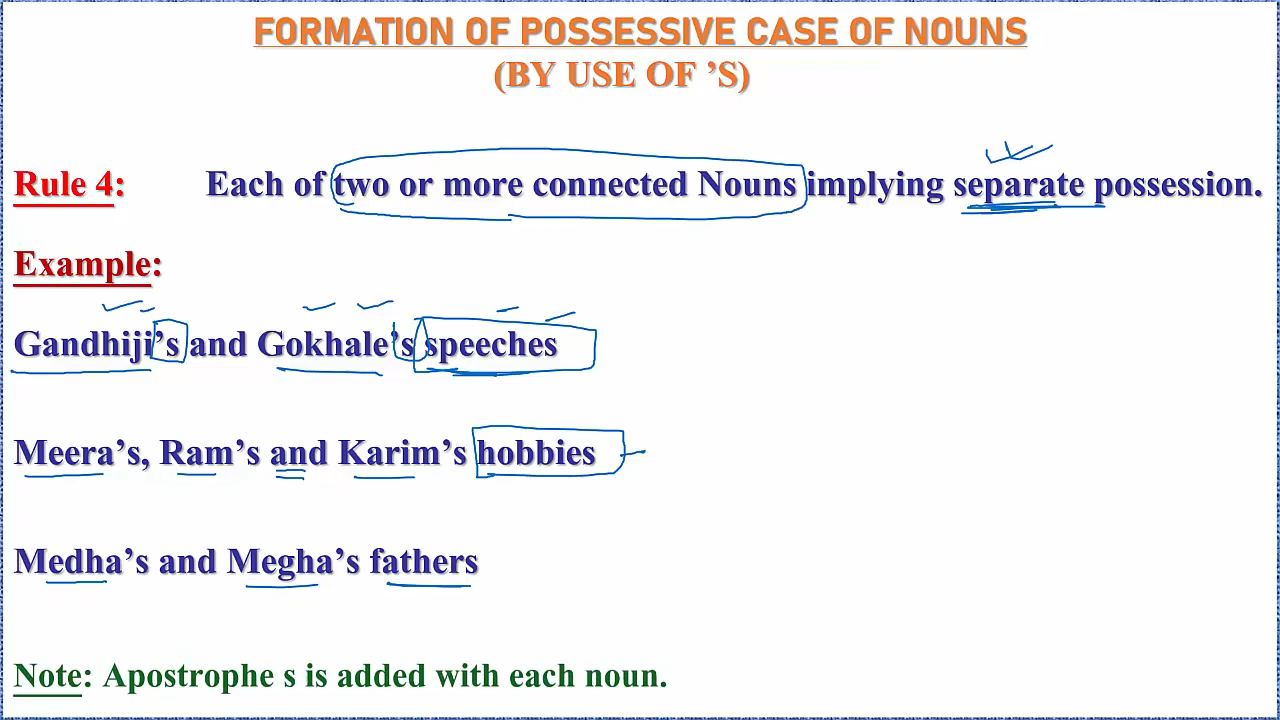 FORMATION OF POSSESSIVE CASE OF NOUNS
(BY USE OF ’S)
Rule 4: Each of two or more connected Nouns implying separate possession.
Example:
Gandhiji’s and Gokhale’s speeches
Meera’s, Ram’s and Karim’s hobbies
Medha’s and Megha’s fathers
Note: Apostrophe s is added with each noun.